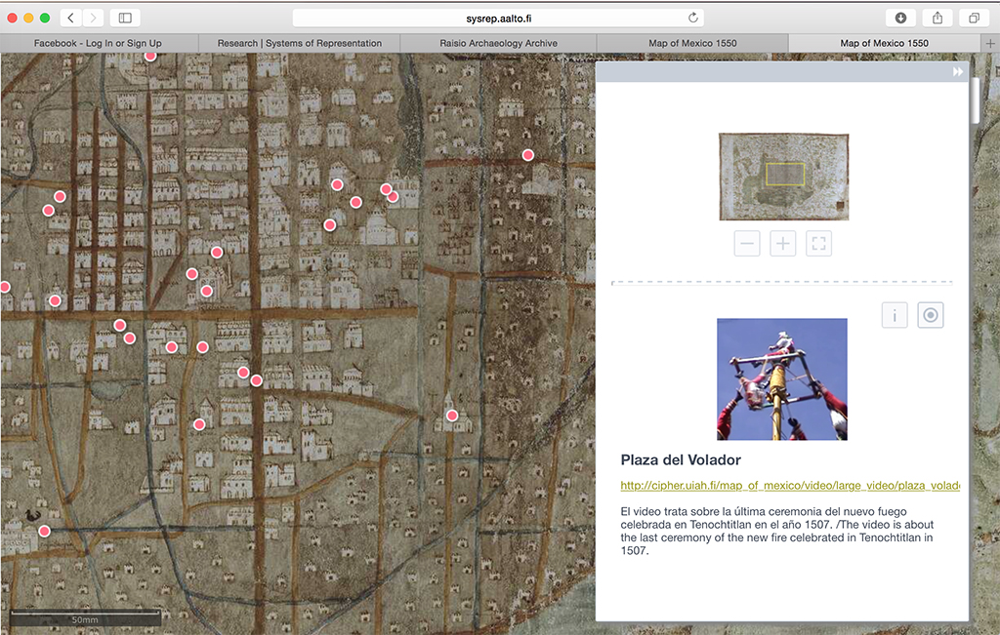 sysrep.aalto.fi
Facebook - Log In or Sign Up
Research | Systems of Representation
Raisio Archaeology Archive
Map of Mexico 1550
Map of Mexico 1550
i
Plaza del Volador
http://cipher.uiah.fi/map_of_mexico/video/large_video/plaza_volad
El video trata sobre la última ceremonia del nuevo fuego
celebrada en Tenochtitlan en el año 1507. /The video is about
the last ceremony of the new fire celebrated in Tenochtitlan in
1507.
50mm